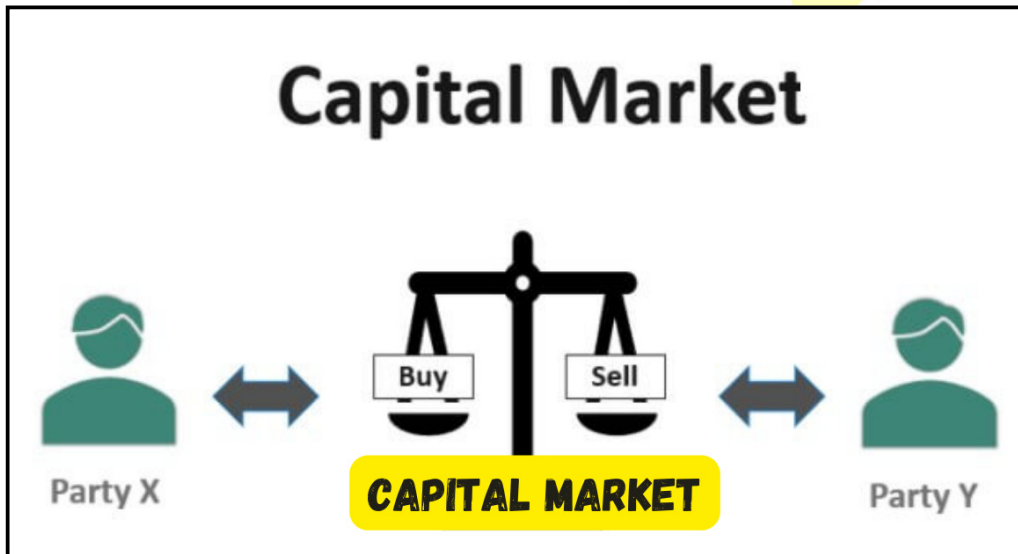 Capital Market
Buy
Sell
Party X
CAPITAL MARKET
Party Y